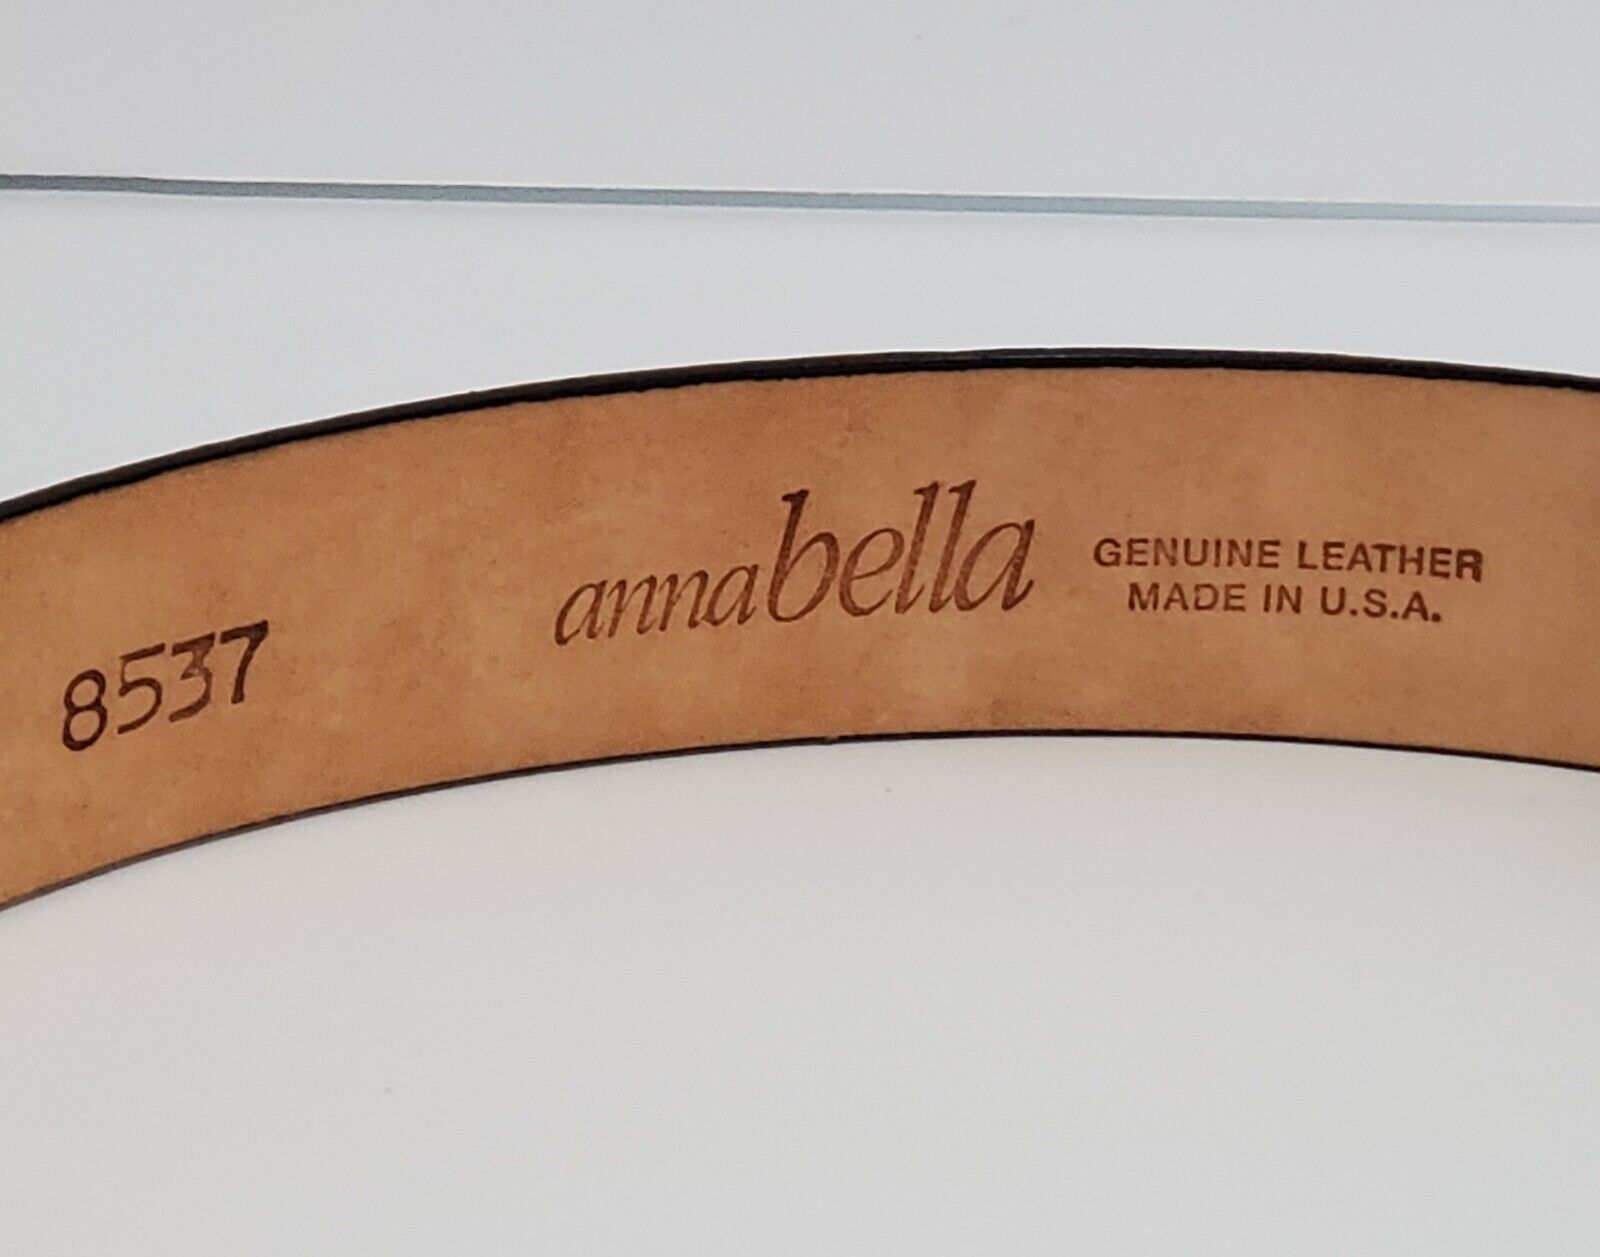 8537
annabella
GENUINE LEATHER
MADE IN U.S.A.